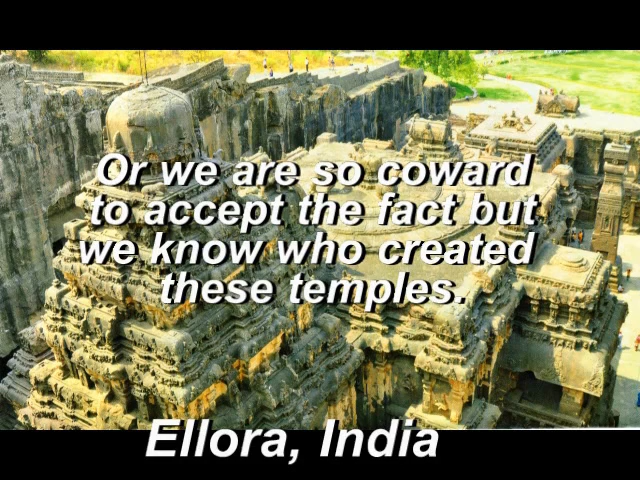 Or we are so coward
to accept the fact but
we know who created
these temples.
Ellora, India